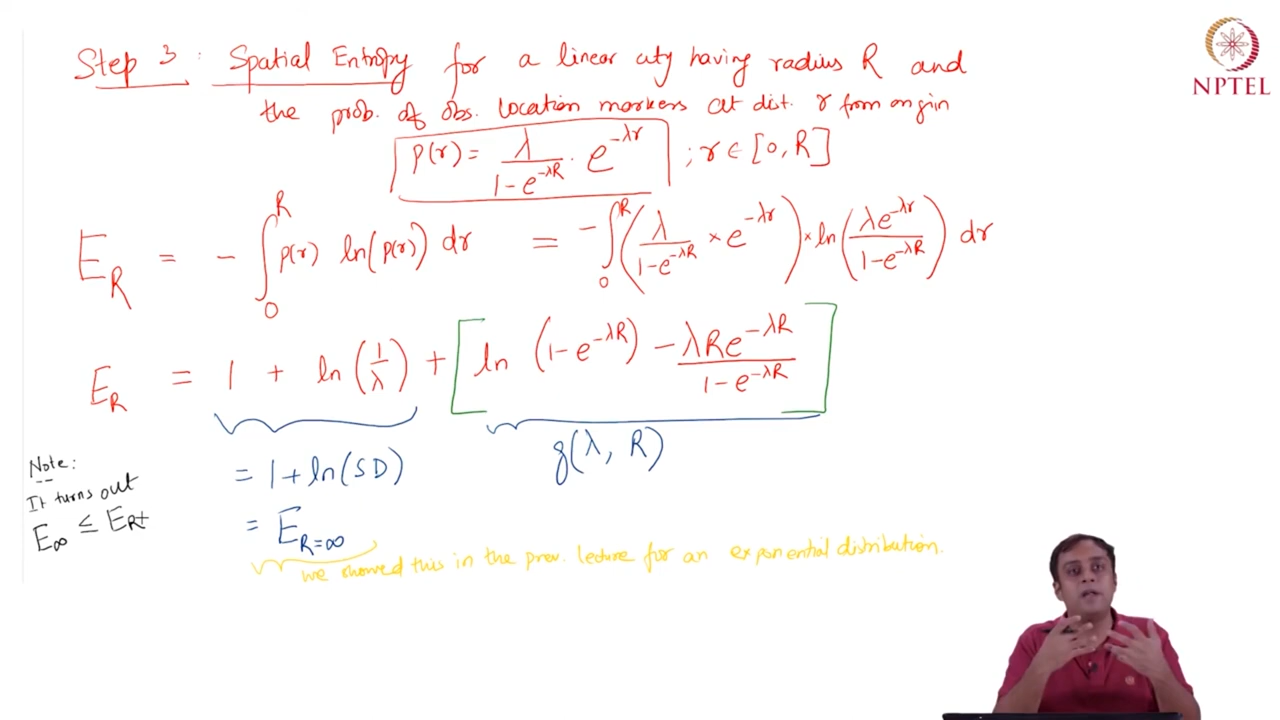 Step 3 : Spatial Entropy for a linear city having radius R and
the prob. of obs. location markers at dist. r from origin
p(r) = λ / (1 - e^{-λR}) · e^{-λr} ; r ∈ [0, R]
E_R = - ∫_0^R p(r) ln(p(r)) dr = - ∫_0^R (λ / (1 - e^{-λR}) × e^{-λr}) × ln(λe^{-λr} / (1 - e^{-λR})) dr
E_R = 1 + ln(1/λ) + [ln (1 - e^{-λR}) - λRe^{-λR} / (1 - e^{-λR})]
= 1 + ln(SD)
g(λ, R)
= E_{R=∞}
we showed this in the prev. lecture for an exponential distribution.
Note:
It turns out
E_∞ ≤ E_{R+}
NPTEL